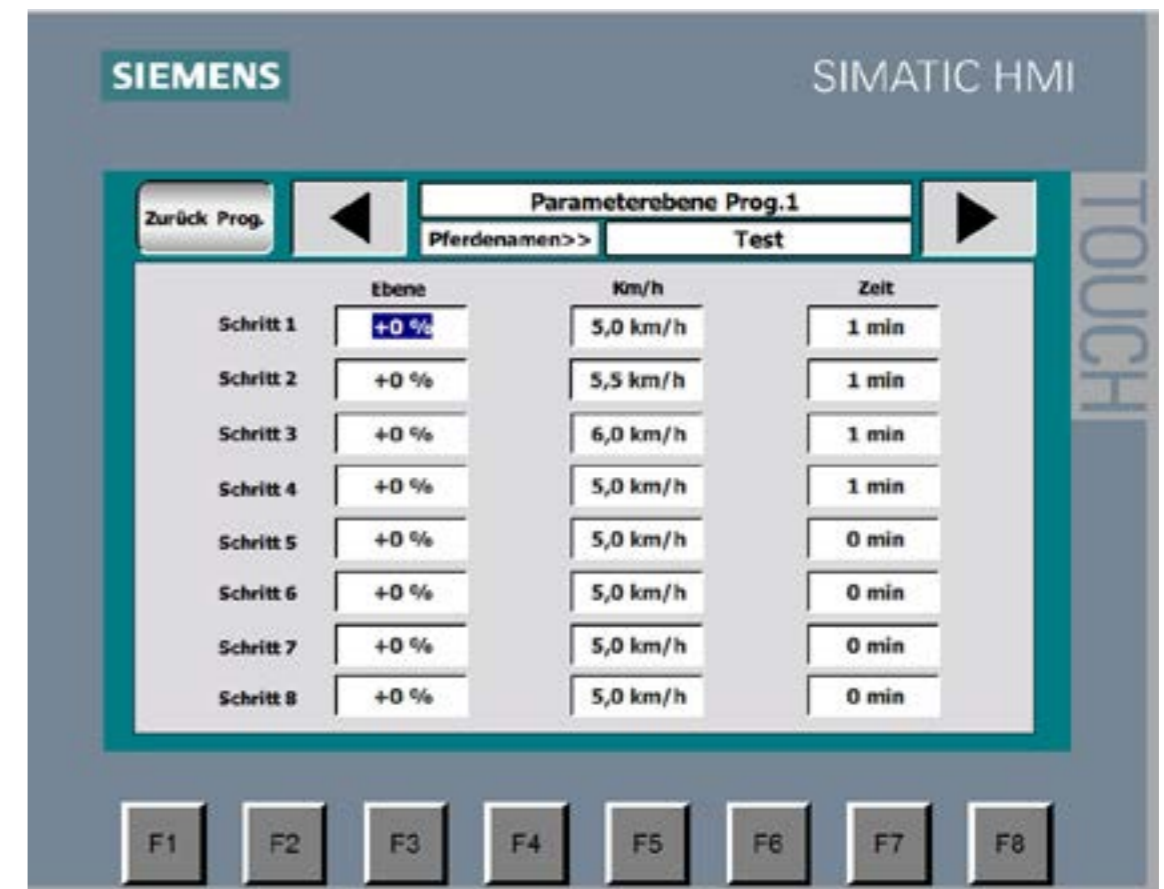 SIEMENS
SIMATIC HMI
TOUCH
Zurück Prog.
Parameterebene Prog.1
Pferdenamen>> Test
Ebene Km/h Zeit
Schritt 1 +0 % 5,0 km/h 1 min
Schritt 2 +0 % 5,5 km/h 1 min
Schritt 3 +0 % 6,0 km/h 1 min
Schritt 4 +0 % 5,0 km/h 1 min
Schritt 5 +0 % 5,0 km/h 0 min
Schritt 6 +0 % 5,0 km/h 0 min
Schritt 7 +0 % 5,0 km/h 0 min
Schritt 8 +0 % 5,0 km/h 0 min
F1 F2 F3 F4 F5 F6 F7 F8